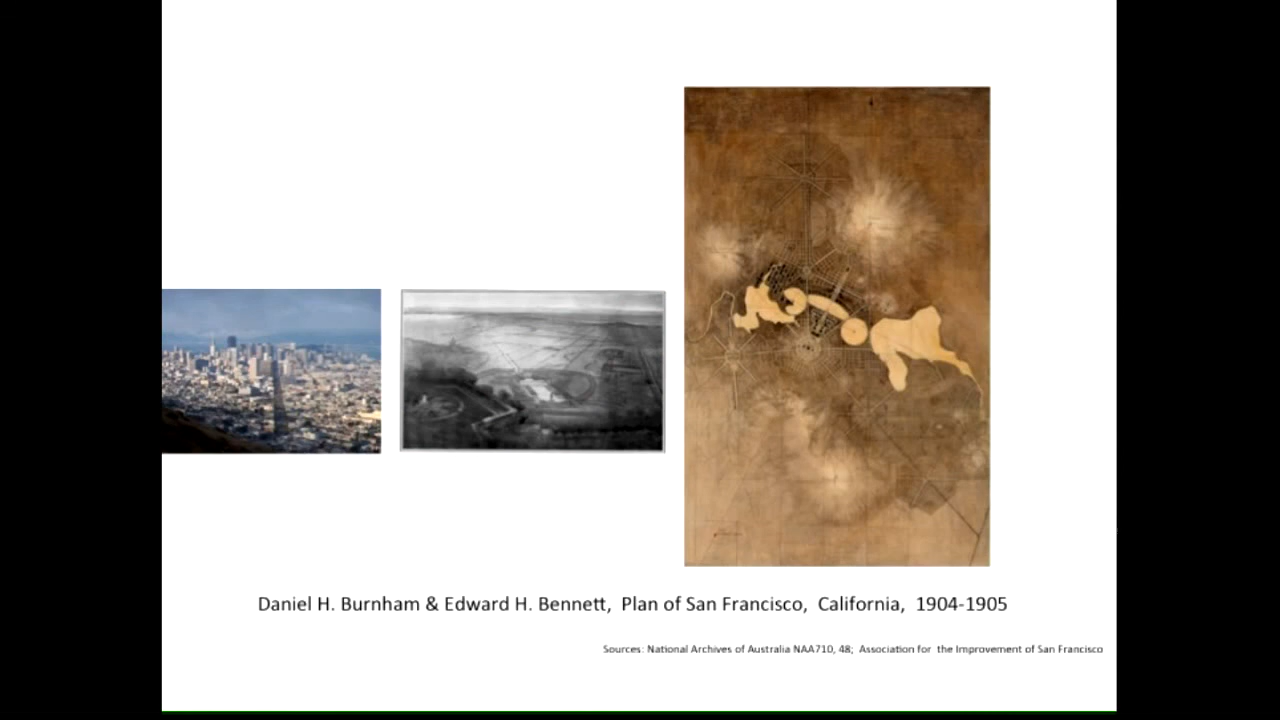 Daniel H. Burnham & Edward H. Bennett, Plan of San Francisco, California, 1904-1905
Sources: National Archives of Australia NAA710, 48; Association for the Improvement of San Francisco